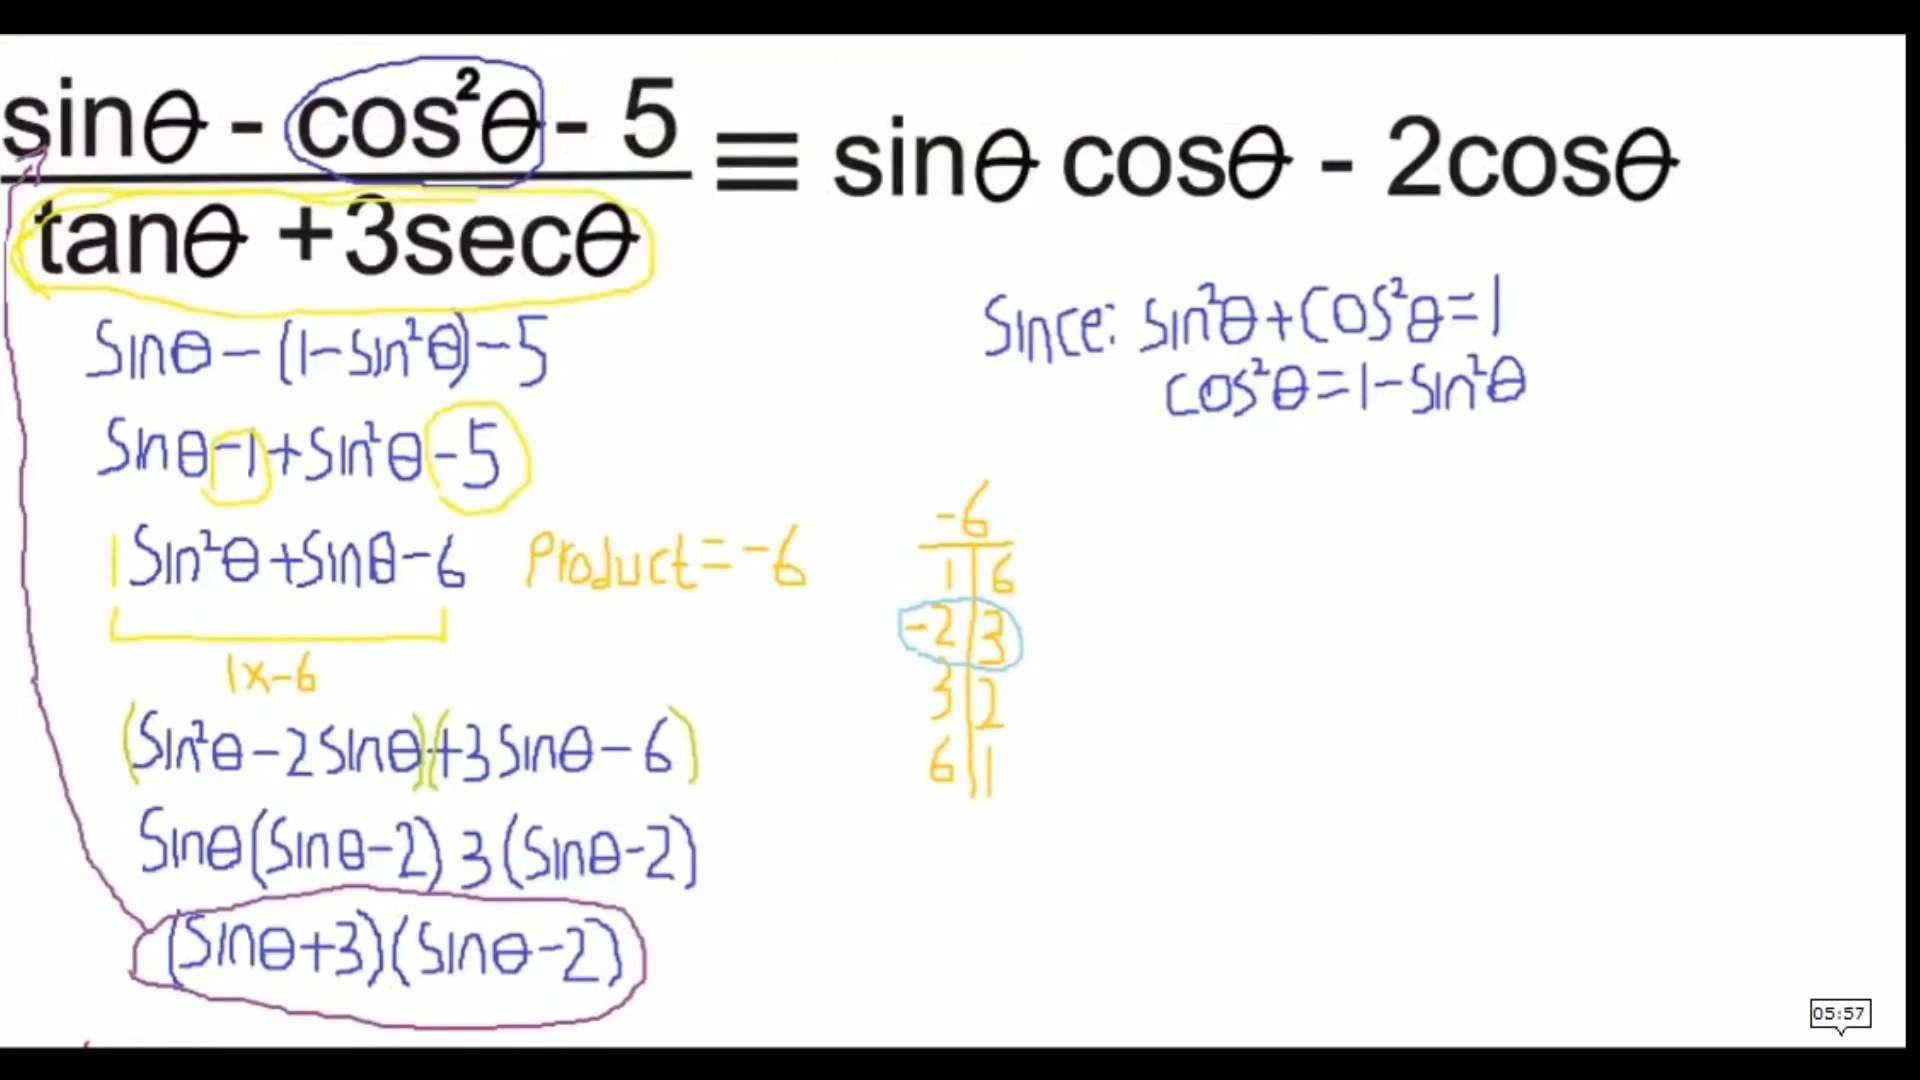 sinθ - cos²θ - 5
tanθ +3secθ
≡ sinθ cosθ - 2cosθ
Since: sin²θ+cos²θ=1
cos²θ=1-sin²θ
Sinθ-(1-sin²θ)-5
Sinθ-1+sin²θ-5
1Sin²θ+sinθ-6 Product=-6
1x-6
(Sin²θ-2sinθ)(+3sinθ-6)
Sinθ(sinθ-2) 3(sinθ-2)
(sinθ+3)(sinθ-2)
-6
1|6
-2|3
3|2
6|1
05:57